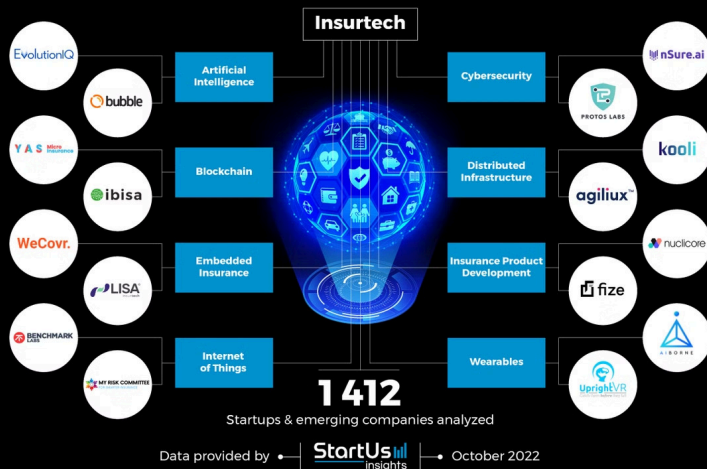 Insurtech
EvolutionIQ
bubble
Artificial
Intelligence
Cybersecurity
nSure.ai
PROTOS LABS
YAS Micro
Insurance
ibisa
Blockchain
Distributed
Infrastructure
kooli
agiliux™
WeCovr.
LISA
Embedded
Insurance
Insurance Product
Development
nuclicore
fize
BENCHMARK
LABS
MY RISK COMMITTEE
Internet
of Things
Wearables
AIBORNE
UprightVR
1 412
Startups & emerging companies analyzed
Data provided by
StartUs
insights
October 2022